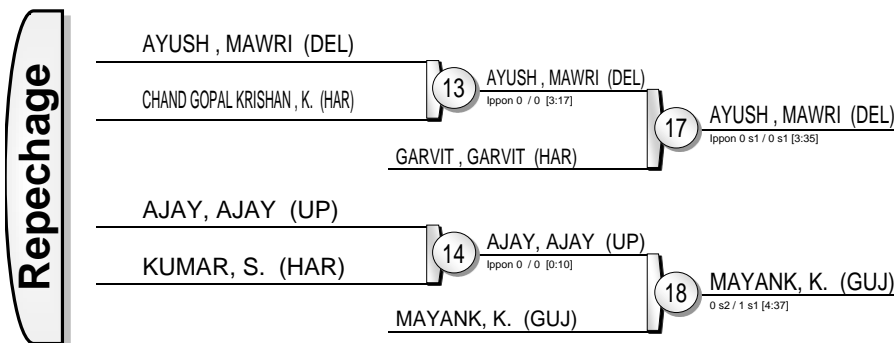 Repechage
AYUSH , MAWRI (DEL)
CHAND GOPAL KRISHAN , K. (HAR)
13
AYUSH , MAWRI (DEL)
Ippon 0 / 0 [3:17]
GARVIT , GARVIT (HAR)
17
AYUSH , MAWRI (DEL)
Ippon 0 s1 / 0 s1 [3:35]
AJAY, AJAY (UP)
KUMAR, S. (HAR)
14
AJAY, AJAY (UP)
Ippon 0 / 0 [0:10]
MAYANK, K. (GUJ)
18
MAYANK, K. (GUJ)
0 s2 / 1 s1 [4:37]